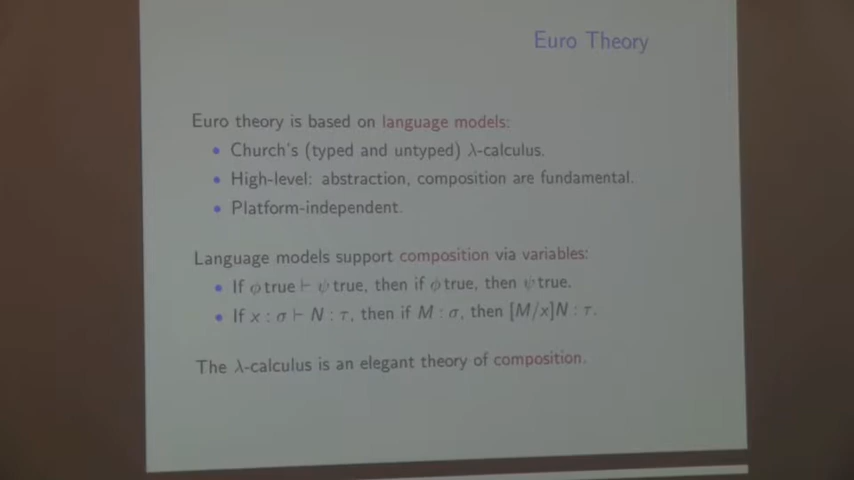 Euro Theory
Euro theory is based on language models:
• Church's (typed and untyped) λ-calculus.
• High-level: abstraction, composition are fundamental.
• Platform-independent.
Language models support composition via variables:
• If ϕ true ⊢ ψ true, then if ϕ true, then ψ true.
• If x : σ ⊢ N : τ, then if M : σ, then [M/x]N : τ.
The λ-calculus is an elegant theory of composition.